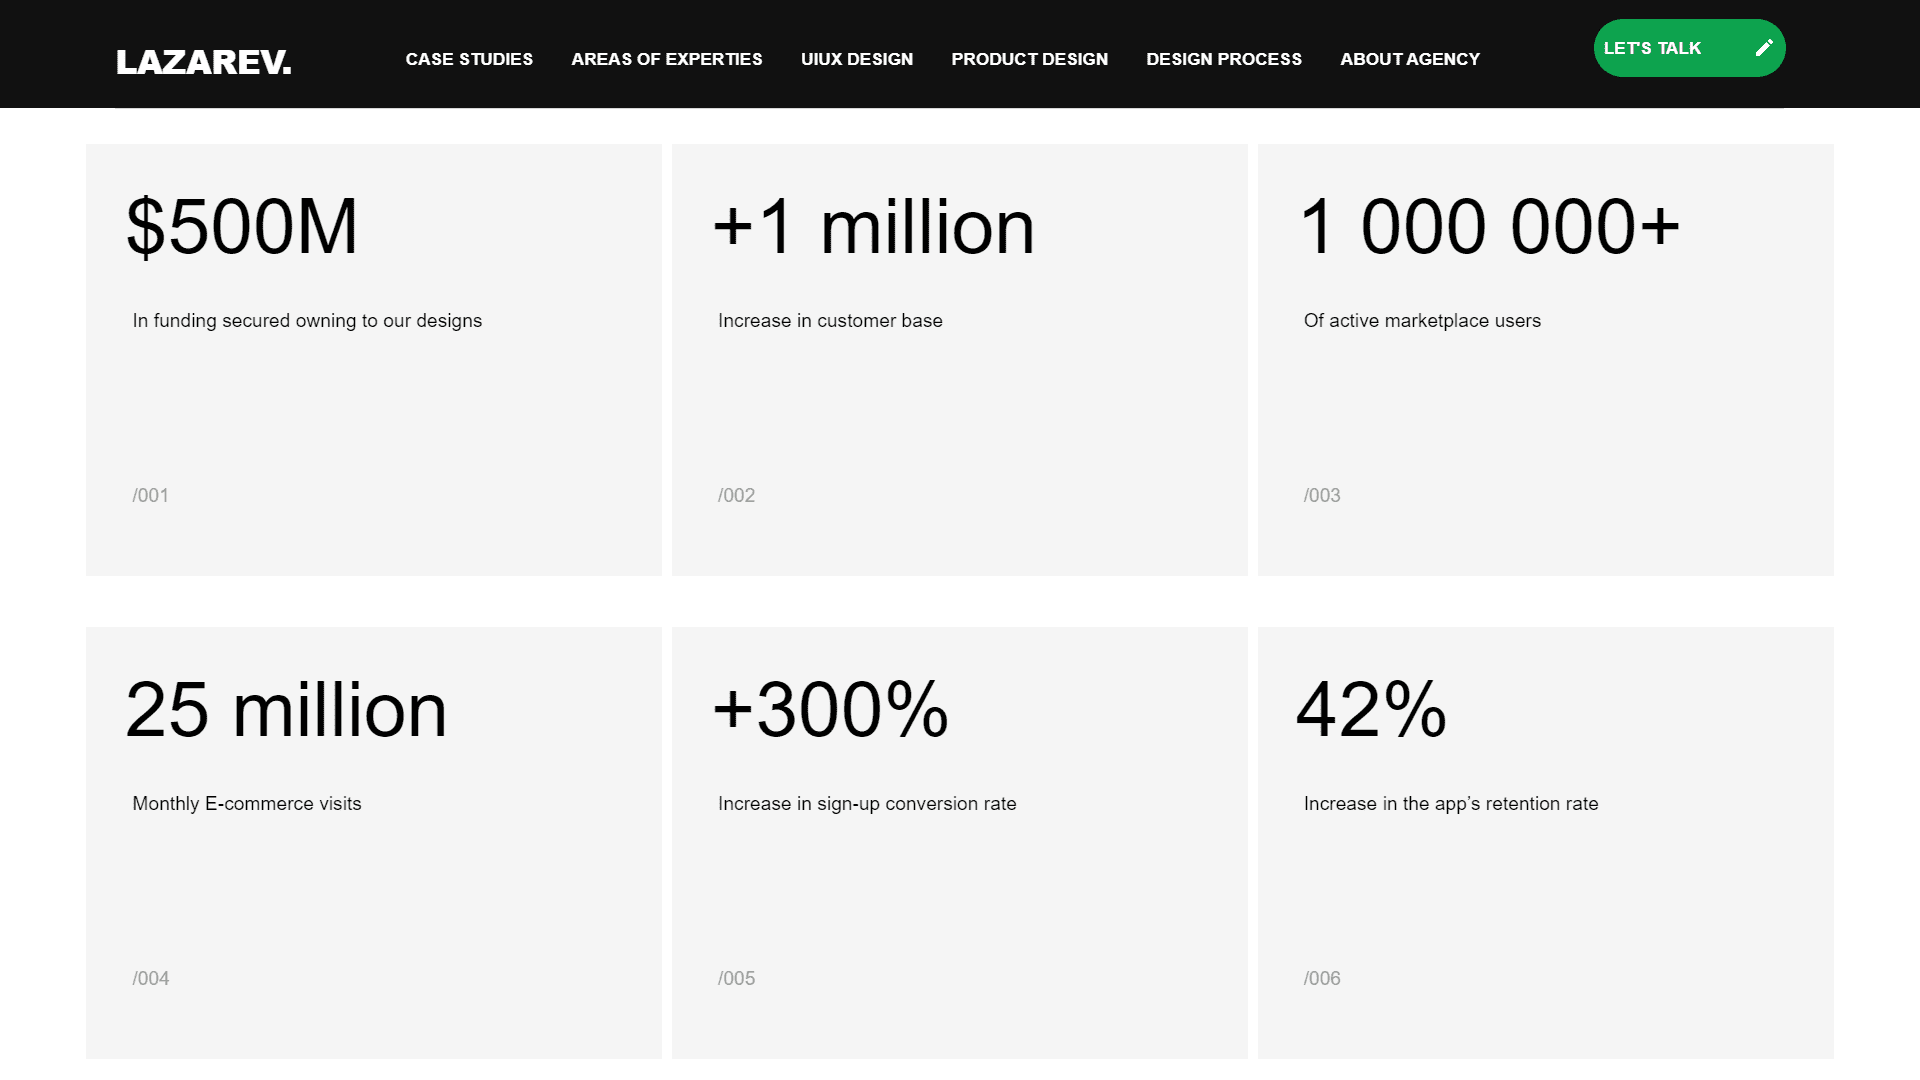 LAZAREV.
CASE STUDIES
AREAS OF EXPERTIES
UIUX DESIGN
PRODUCT DESIGN
DESIGN PROCESS
ABOUT AGENCY
LET'S TALK
$500M
In funding secured owning to our designs
/001
+1 million
Increase in customer base
/002
1 000 000+
Of active marketplace users
/003
25 million
Monthly E-commerce visits
/004
+300%
Increase in sign-up conversion rate
/005
42%
Increase in the app’s retention rate
/006